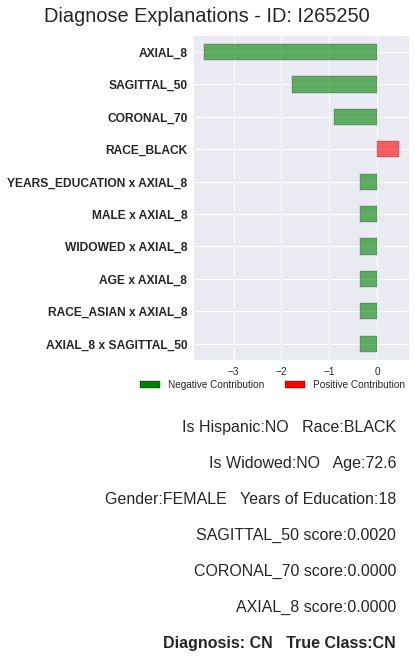 Diagnose Explanations - ID: I265250
AXIAL_8
SAGITTAL_50
CORONAL_70
RACE_BLACK
YEARS_EDUCATION x AXIAL_8
MALE x AXIAL_8
WIDOWED x AXIAL_8
AGE x AXIAL_8
RACE_ASIAN x AXIAL_8
AXIAL_8 x SAGITTAL_50
−3 −2 −1 0
Negative Contribution Positive Contribution
Is Hispanic:NO Race:BLACK
Is Widowed:NO Age:72.6
Gender:FEMALE Years of Education:18
SAGITTAL_50 score:0.0020
CORONAL_70 score:0.0000
AXIAL_8 score:0.0000
Diagnosis: CN True Class:CN